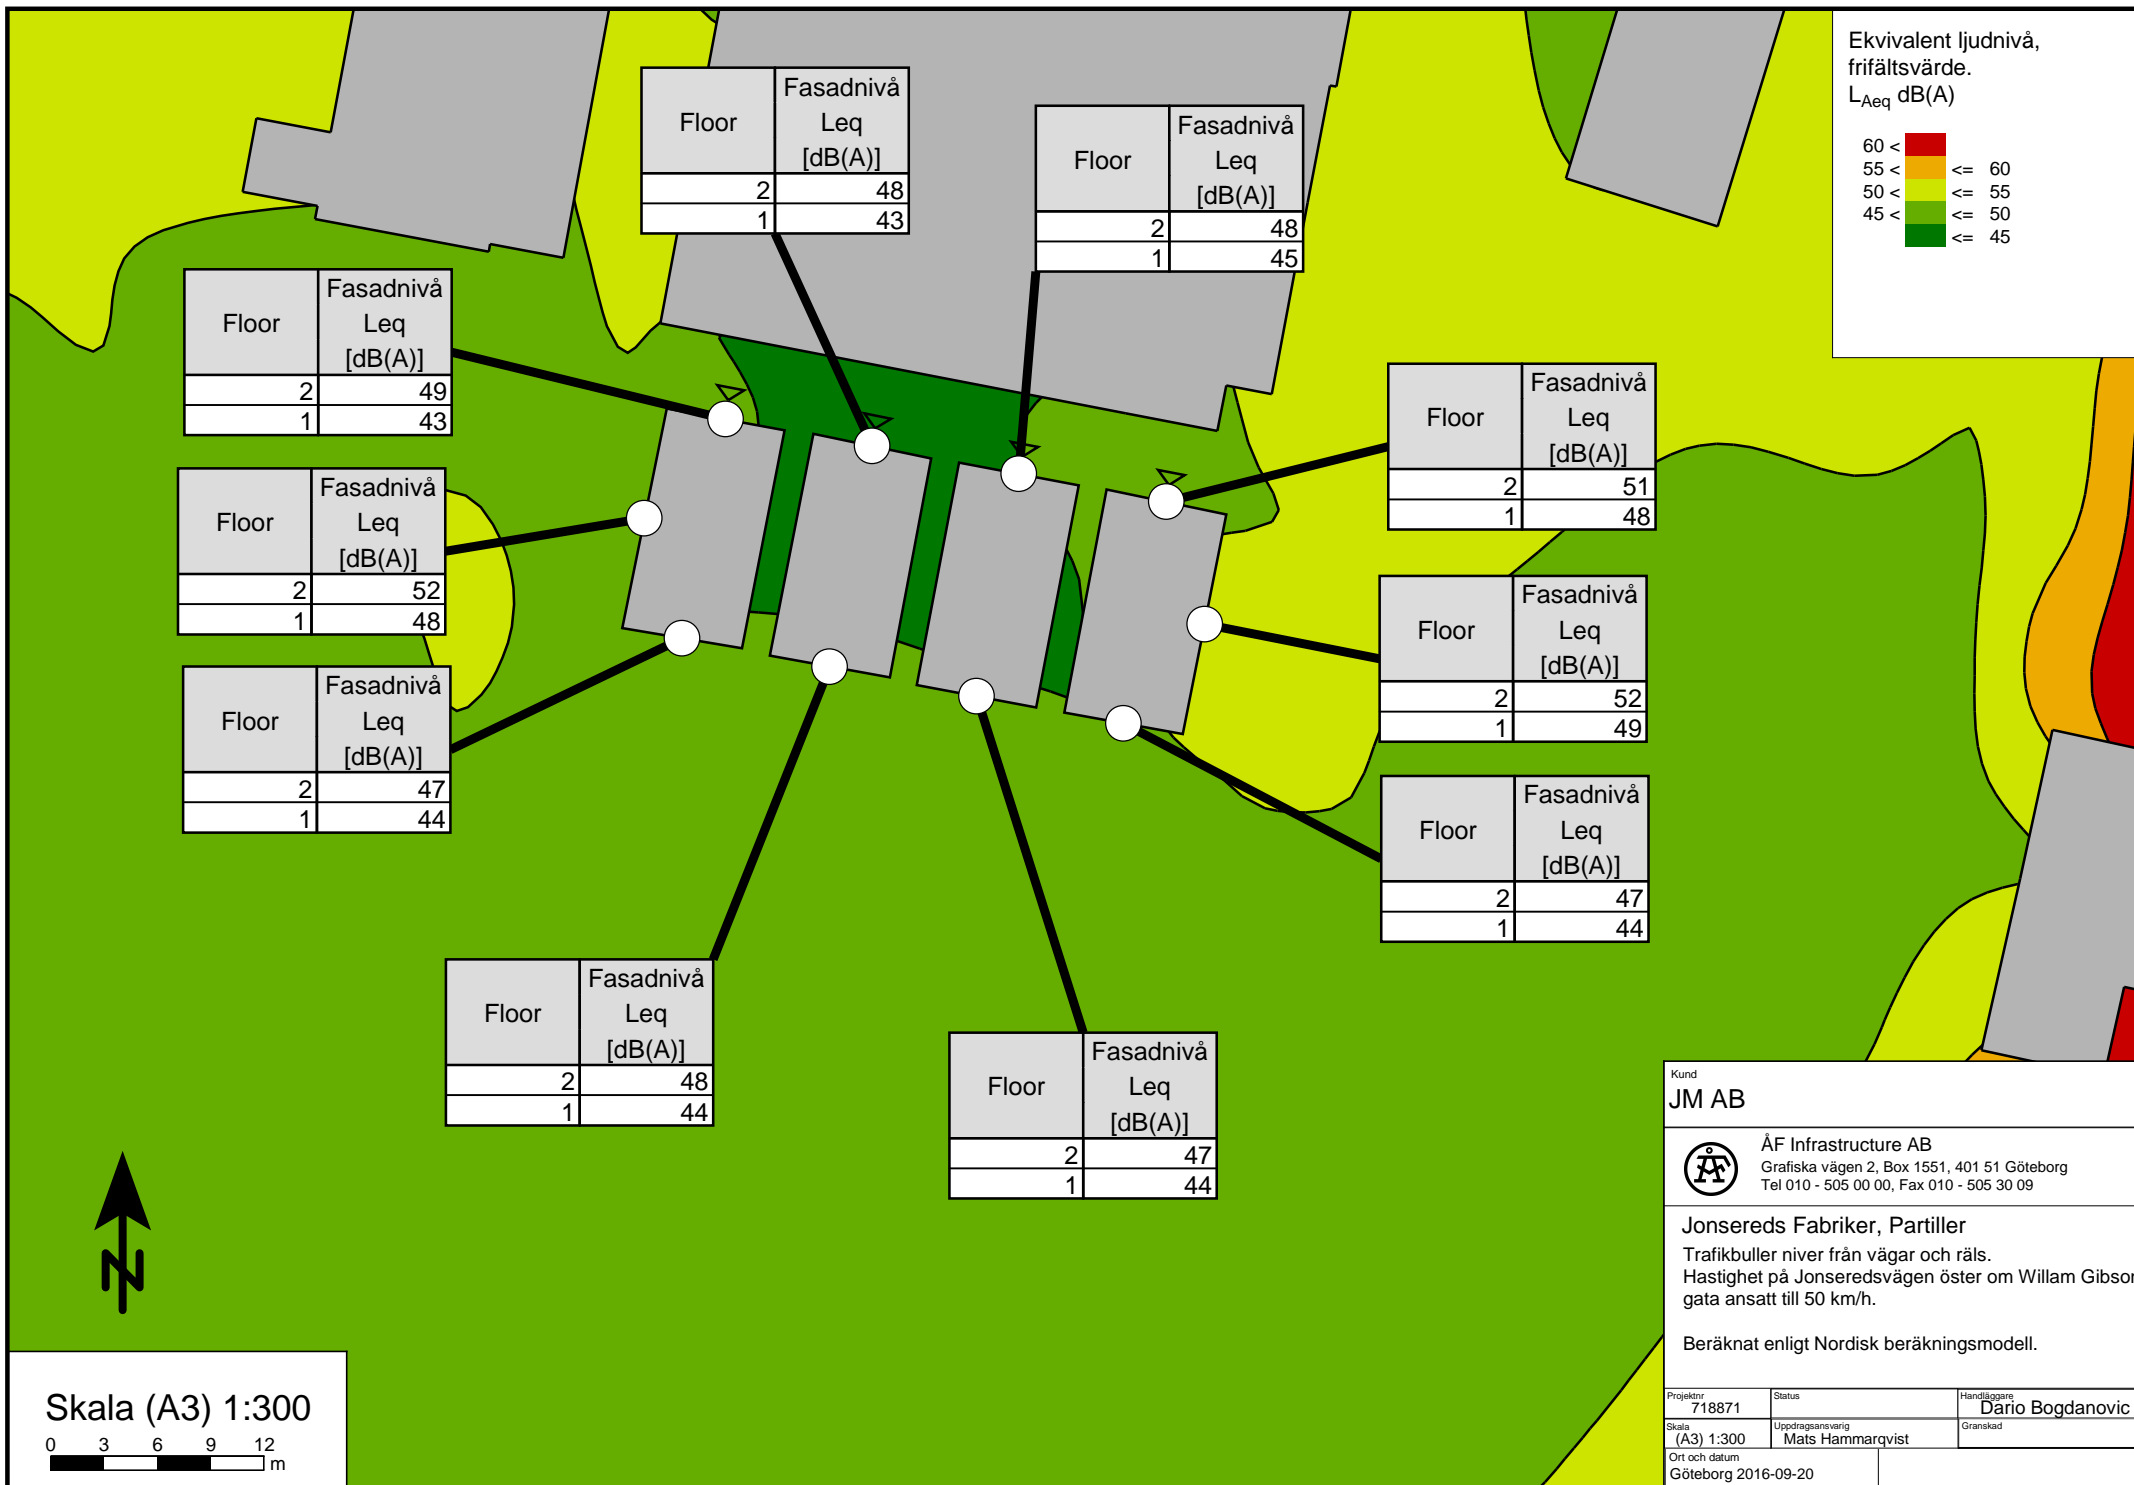 Ekvivalent ljudnivå,
frifältsvärde.
LAeq dB(A)
60 <
55 < <= 60
50 < <= 55
45 < <= 50
<= 45
Floor Fasadnivå Leq [dB(A)]
2 48
1 43
Floor Fasadnivå Leq [dB(A)]
2 48
1 45
Floor Fasadnivå Leq [dB(A)]
2 49
1 43
Floor Fasadnivå Leq [dB(A)]
2 51
1 48
Floor Fasadnivå Leq [dB(A)]
2 52
1 48
Floor Fasadnivå Leq [dB(A)]
2 52
1 49
Floor Fasadnivå Leq [dB(A)]
2 47
1 44
Floor Fasadnivå Leq [dB(A)]
2 47
1 44
Floor Fasadnivå Leq [dB(A)]
2 48
1 44
Floor Fasadnivå Leq [dB(A)]
2 47
1 44
N
Skala (A3) 1:300
0 3 6 9 12
m
Kund
JM AB
ÅF
ÅF Infrastructure AB
Grafiska vägen 2, Box 1551, 401 51 Göteborg
Tel 010 - 505 00 00, Fax 010 - 505 30 09
Jonsereds Fabriker, Partiller
Trafikbuller niver från vägar och räls.
Hastighet på Jonseredsvägen öster om Willam Gibson
gata ansatt till 50 km/h.
Beräknat enligt Nordisk beräkningsmodell.
Projektnr Status Handläggare
718871 Dario Bogdanovic
Skala Uppdragsansvarig Granskad
(A3) 1:300 Mats Hammarqvist
Ort och datum
Göteborg 2016-09-20